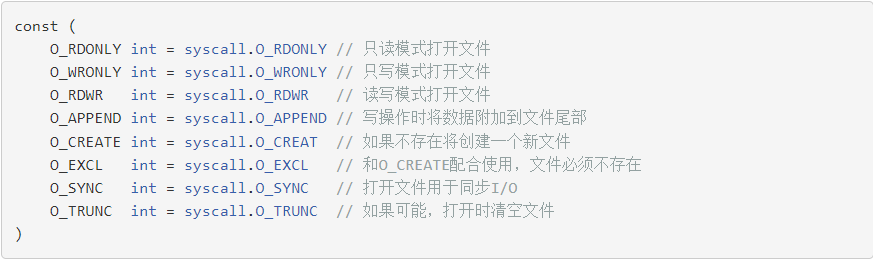 const (
    O_RDONLY int = syscall.O_RDONLY // 只读模式打开文件
    O_WRONLY int = syscall.O_WRONLY // 只写模式打开文件
    O_RDWR   int = syscall.O_RDWR   // 读写模式打开文件
    O_APPEND int = syscall.O_APPEND // 写操作时将数据附加到文件尾部
    O_CREATE int = syscall.O_CREAT  // 如果不存在将创建一个新文件
    O_EXCL   int = syscall.O_EXCL   // 和O_CREATE配合使用，文件必须不存在
    O_SYNC   int = syscall.O_SYNC   // 打开文件用于同步I/O
    O_TRUNC  int = syscall.O_TRUNC  // 如果可能，打开时清空文件
)